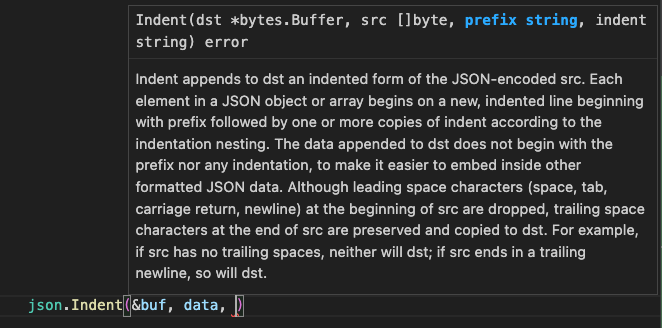 Indent(dst *bytes.Buffer, src []byte, prefix string, indent
string) error
Indent appends to dst an indented form of the JSON-encoded src. Each
element in a JSON object or array begins on a new, indented line beginning
with prefix followed by one or more copies of indent according to the
indentation nesting. The data appended to dst does not begin with the
prefix nor any indentation, to make it easier to embed inside other
formatted JSON data. Although leading space characters (space, tab,
carriage return, newline) at the beginning of src are dropped, trailing space
characters at the end of src are preserved and copied to dst. For example,
if src has no trailing spaces, neither will dst; if src ends in a trailing
newline, so will dst.
json.Indent(&buf, data, )